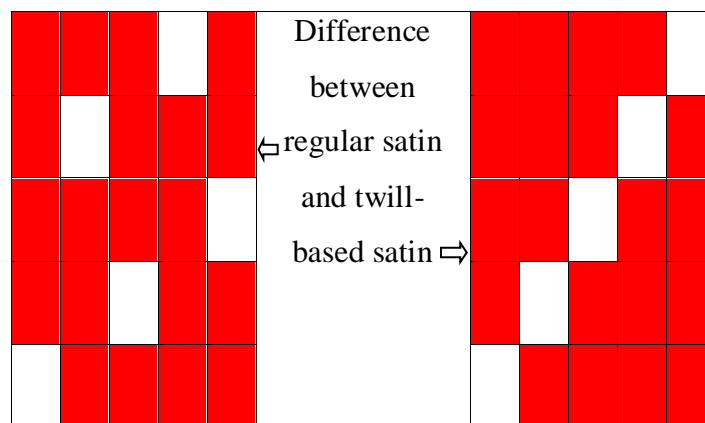 Difference
between
regular satin
and twill-
based satin